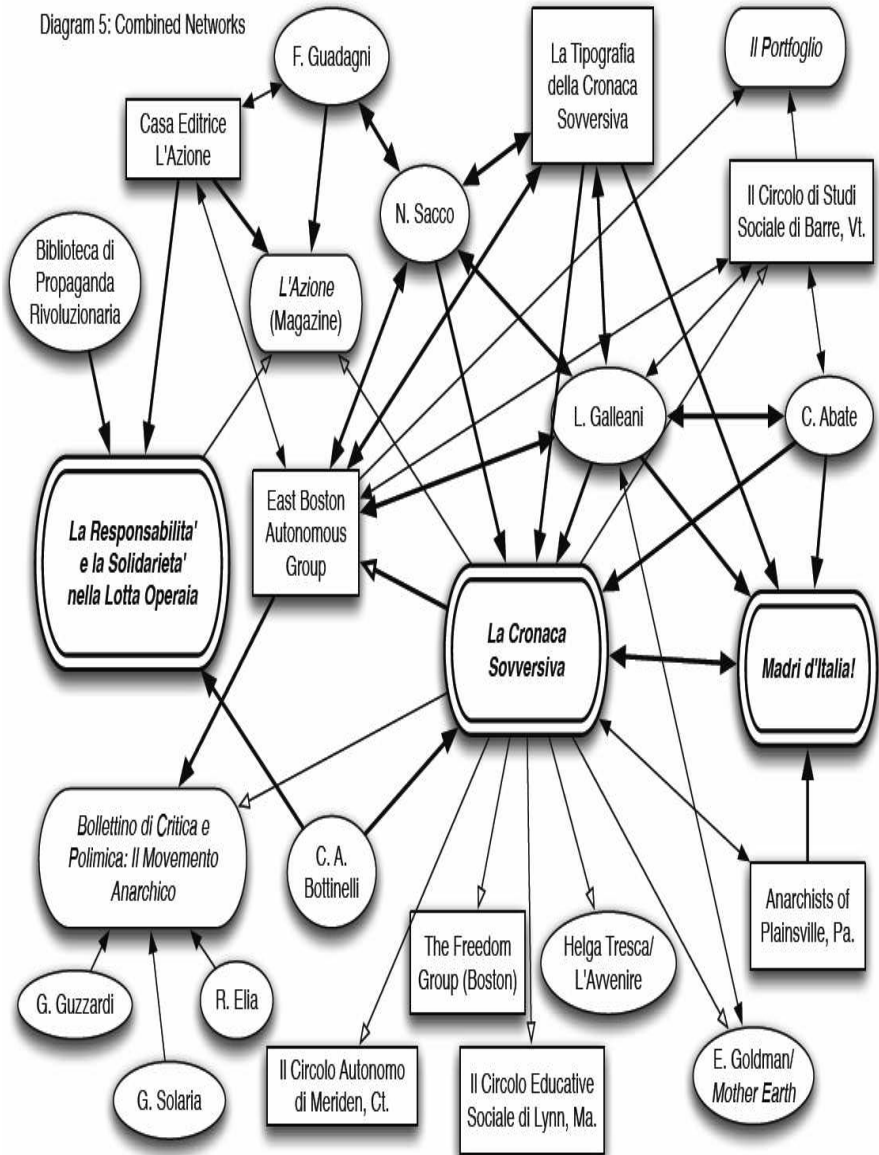 Diagram 5: Combined Networks
F. Guadagni
La Tipografia
della Cronaca
Sovversiva
Il Portfoglio
Casa Editrice
L'Azione
N. Sacco
Il Circolo di Studi
Sociale di Barre, Vt.
Biblioteca di
Propaganda
Rivoluzionaria
L'Azione
(Magazine)
L. Galleani
C. Abate
La Responsabilita'
e la Solidarieta'
nella Lotta Operaia
East Boston
Autonomous
Group
La Cronaca
Sovversiva
Madri d'Italia!
Bollettino di Critica e
Polimica: Il Movemento
Anarchico
C. A.
Bottinelli
The Freedom
Group (Boston)
Helga Tresca/
L'Avvenire
Anarchists of
Plainsville, Pa.
G. Guzzardi
R. Elia
G. Solaria
Il Circolo Autonomo
di Meriden, Ct.
Il Circolo Educative
Sociale di Lynn, Ma.
E. Goldman/
Mother Earth